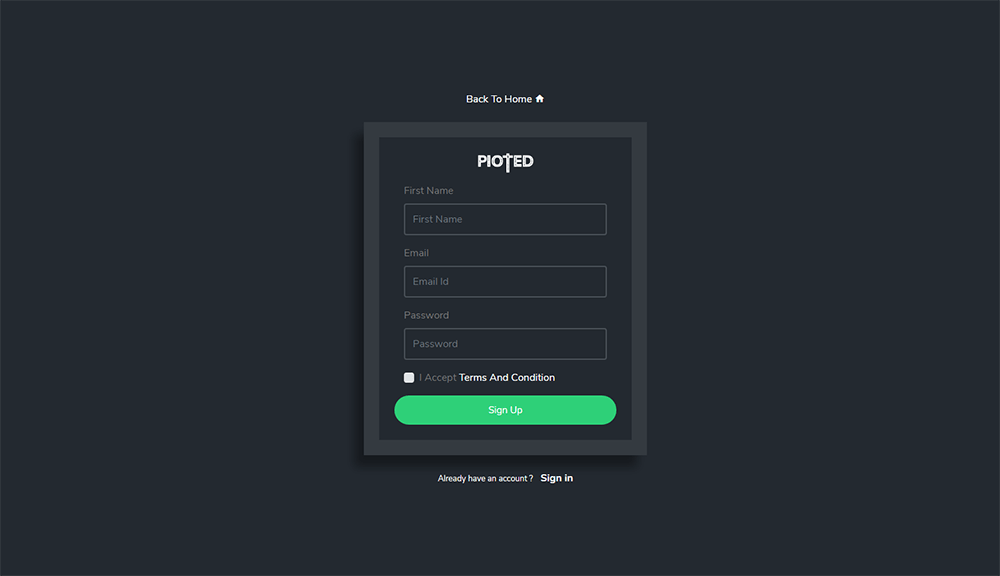 Back To Home
PIOTED
First Name
First Name
Email
Email Id
Password
Password
I Accept Terms And Condition
Sign Up
Already have an account ? Sign in